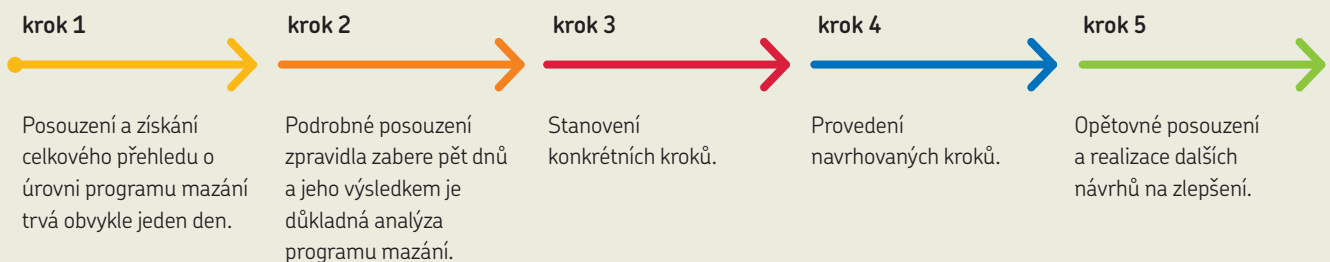 krok 1
Posouzení a získání
celkového přehledu o
úrovni programu mazání
trvá obvykle jeden den.
krok 2
Podrobné posouzení
zpravidla zabere pět dnů
a jeho výsledkem je
důkladná analýza
programu mazání.
krok 3
Stanovení
konkrétních kroků.
krok 4
Provedení
navrhovaných kroků.
krok 5
Opětovné posouzení
a realizace dalších
návrhů na zlepšení.